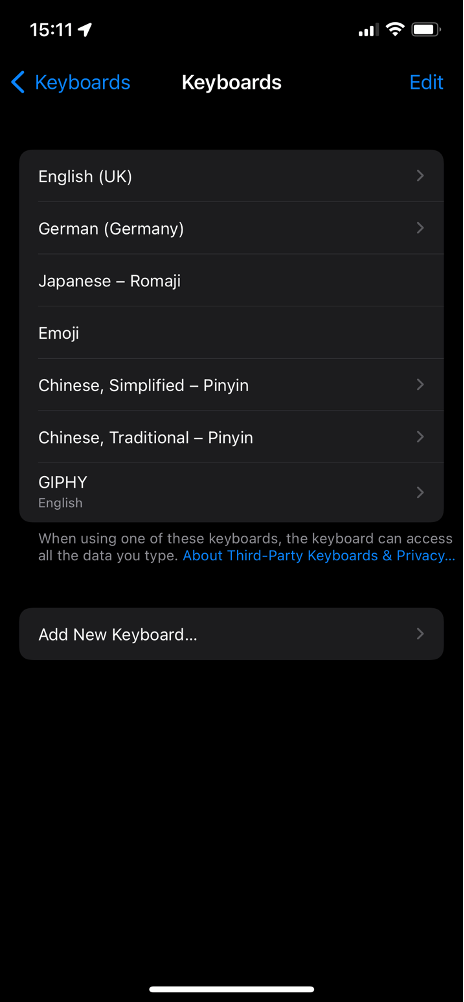 15:11
Keyboards
Keyboards
Edit
English (UK)
German (Germany)
Japanese – Romaji
Emoji
Chinese, Simplified – Pinyin
Chinese, Traditional – Pinyin
GIPHY
English
When using one of these keyboards, the keyboard can access
all the data you type. About Third-Party Keyboards & Privacy...
Add New Keyboard...